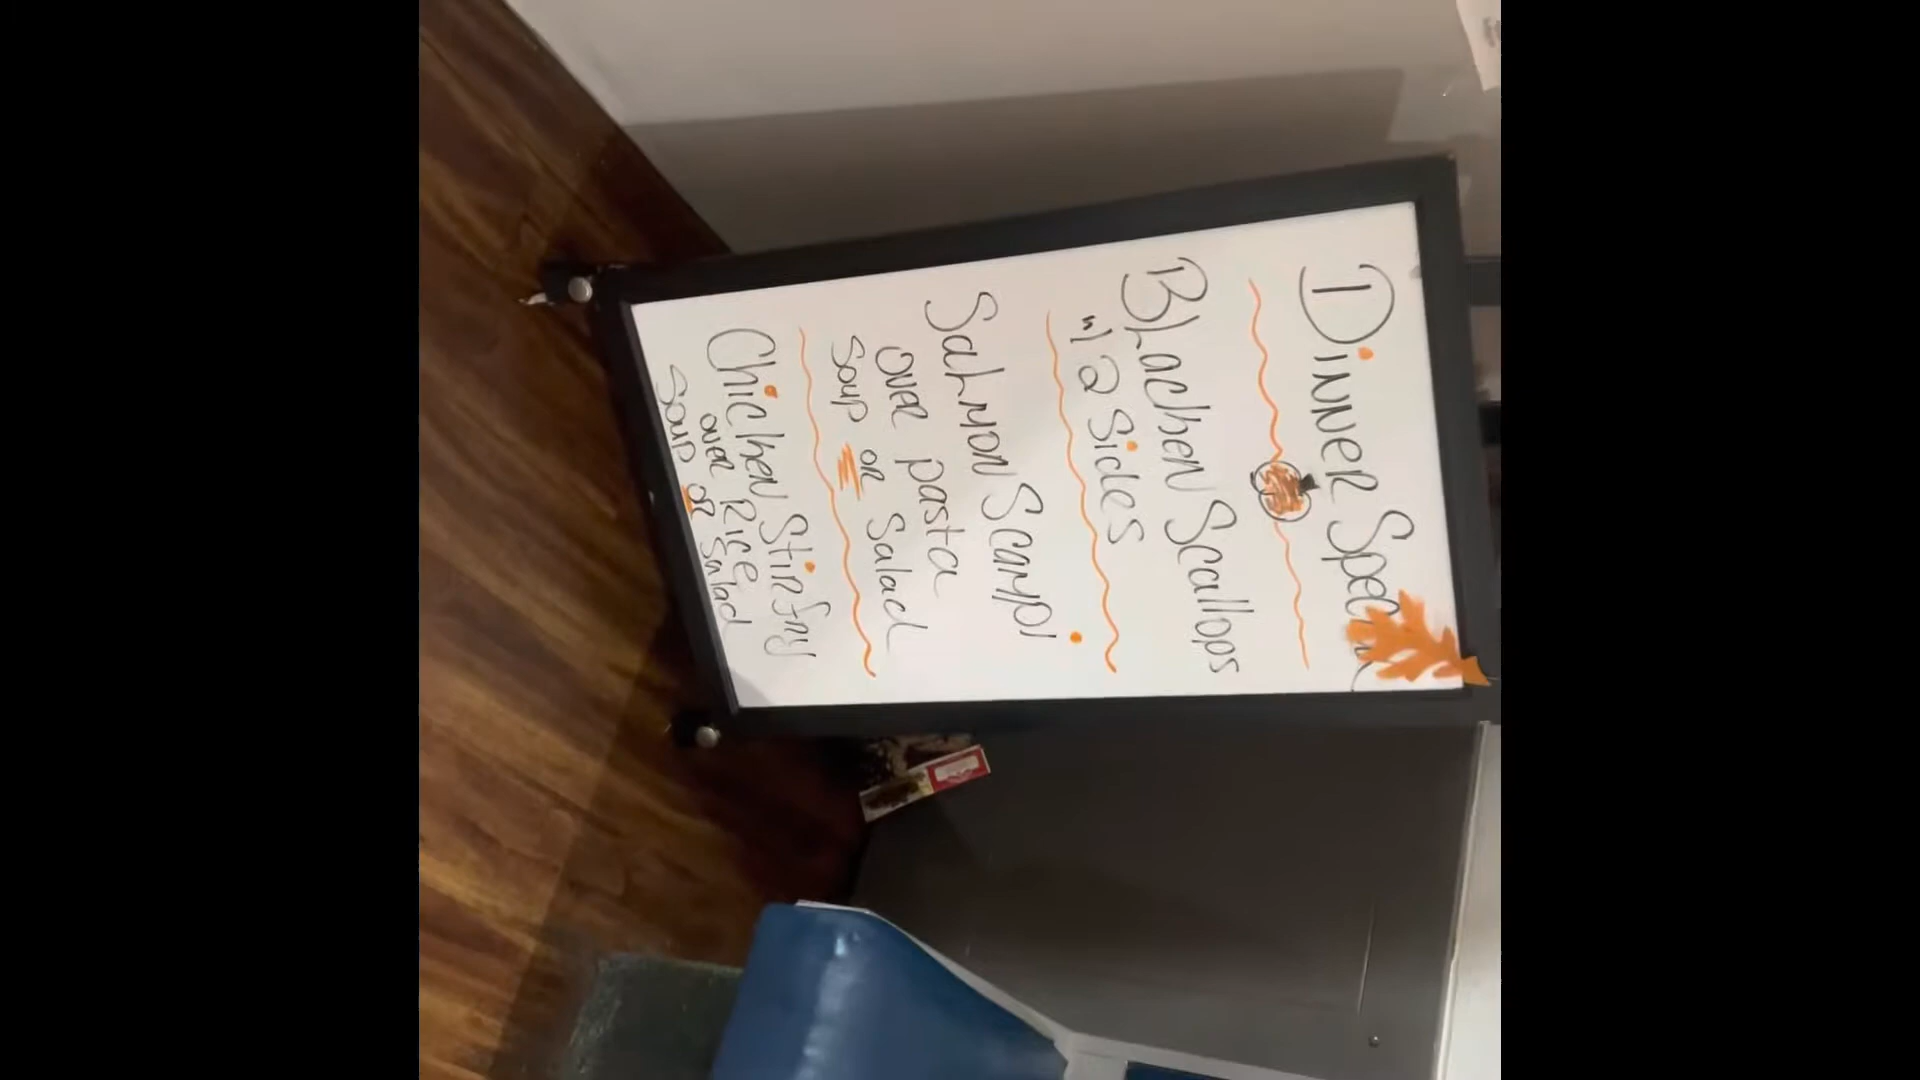 Dinner Special
Blacken Scallops
w/ 2 Sides
Salmon Scampi
over pasta
Soup or Salad
Chicken Stir fry
over Rice
Soup or Salad